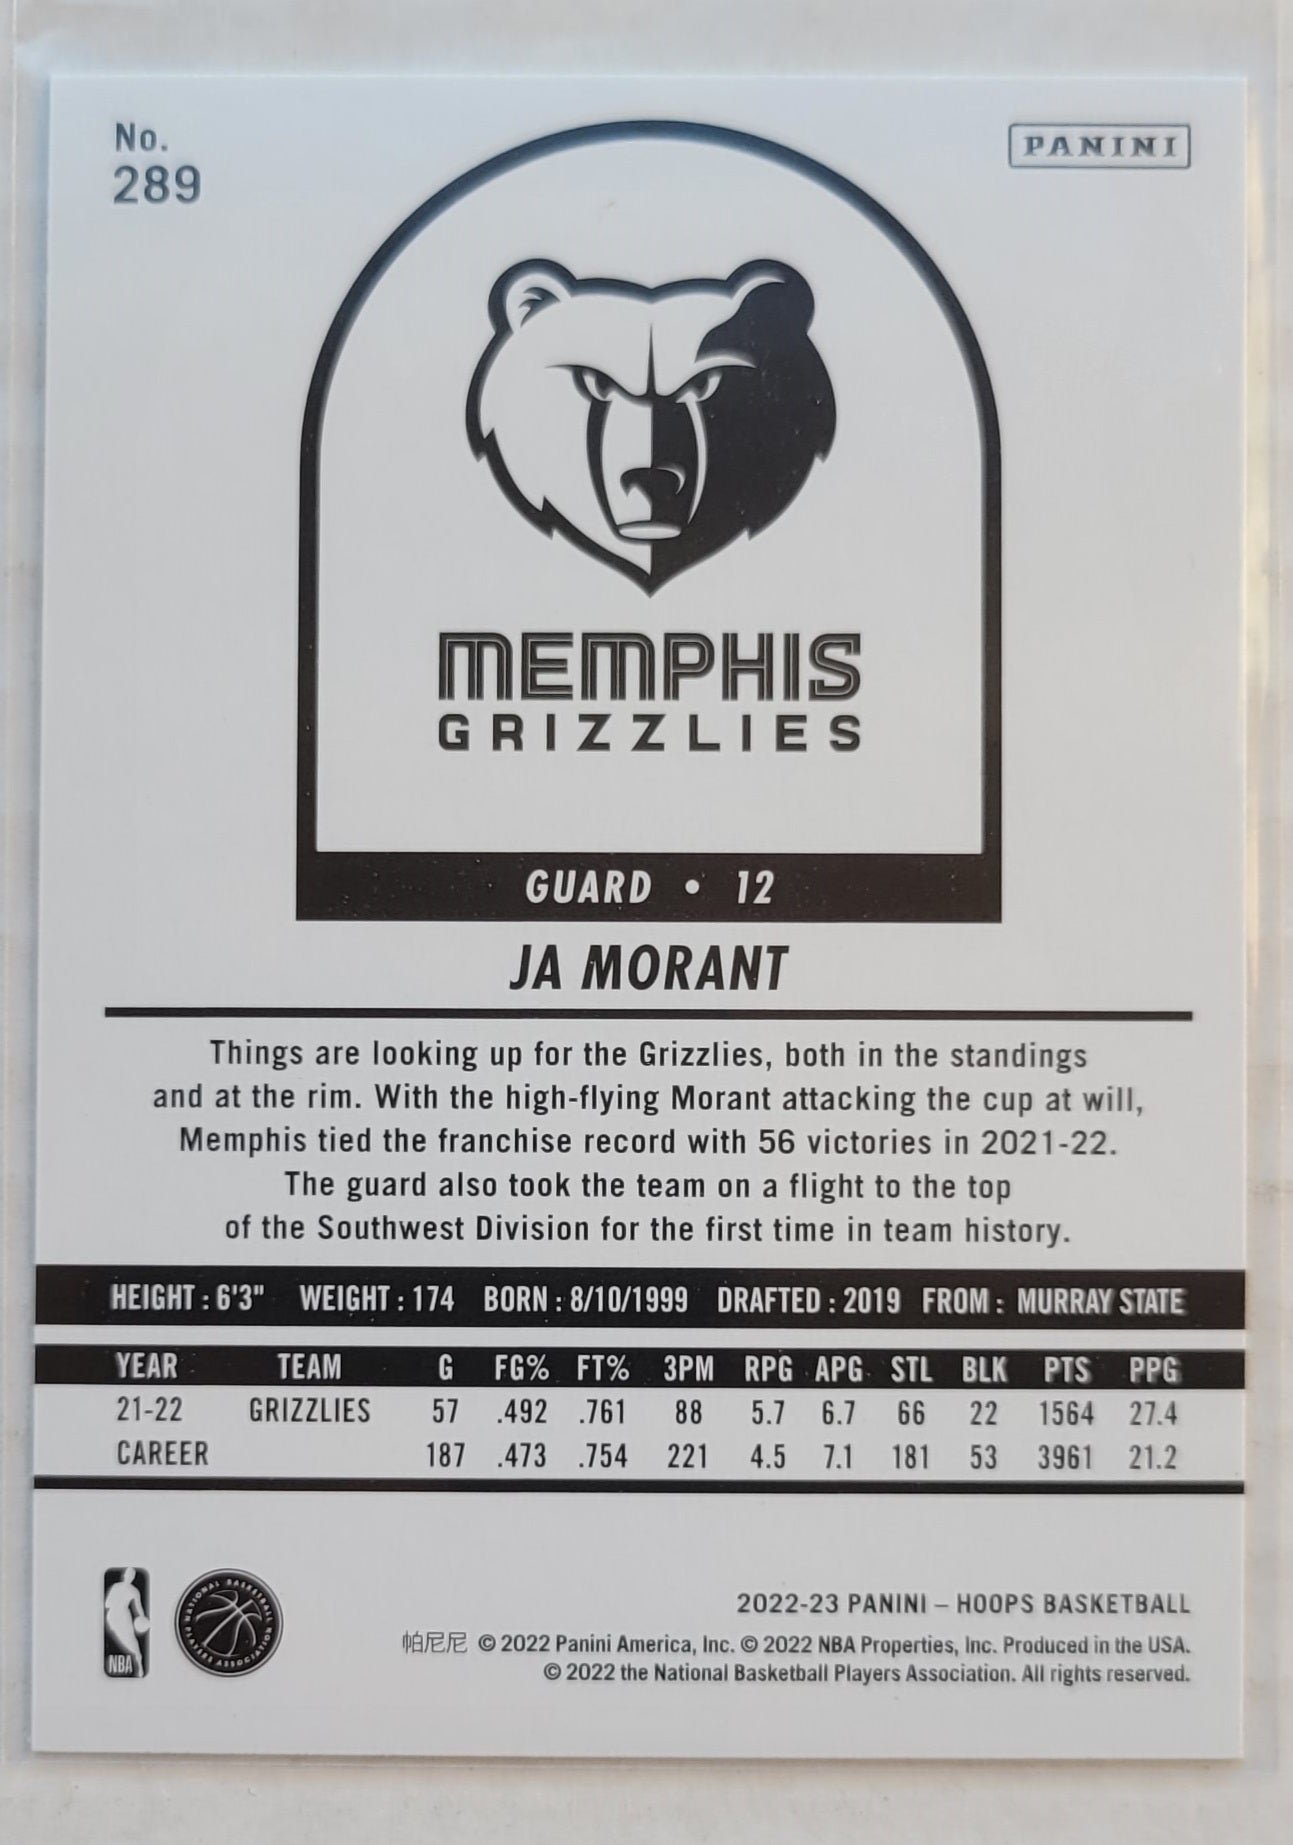 No.
289
PANINI
MEMPHIS
GRIZZLIES
GUARD • 12
JA MORANT
Things are looking up for the Grizzlies, both in the standings
and at the rim. With the high-flying Morant attacking the cup at will,
Memphis tied the franchise record with 56 victories in 2021-22.
The guard also took the team on a flight to the top
of the Southwest Division for the first time in team history.
HEIGHT : 6'3" WEIGHT : 174 BORN : 8/10/1999 DRAFTED : 2019 FROM : MURRAY STATE
YEAR TEAM G FG% FT% 3PM RPG APG STL BLK PTS PPG
21-22 GRIZZLIES 57 .492 .761 88 5.7 6.7 66 22 1564 27.4
CAREER 187 .473 .754 221 4.5 7.1 181 53 3961 21.2
NBA
NATIONAL BASKETBALL PLAYERS ASSOCIATION
2022-23 PANINI – HOOPS BASKETBALL
帕尼尼 © 2022 Panini America, Inc. © 2022 NBA Properties, Inc. Produced in the USA.
© 2022 the National Basketball Players Association. All rights reserved.